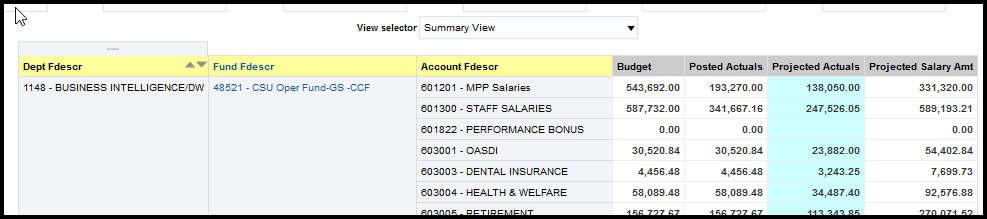 View selector Summary View
Dept Fdescr Fund Fdescr Account Fdescr Budget Posted Actuals Projected Actuals Projected Salary Amt
1148 - BUSINESS INTELLIGENCE/DW 48521 - CSU Oper Fund-GS -CCF 601201 - MPP Salaries 543,692.00 193,270.00 138,050.00 331,320.00
601300 - STAFF SALARIES 587,732.00 341,667.16 247,526.05 589,193.21
601822 - PERFORMANCE BONUS 0.00 0.00 0.00
603001 - OASDI 30,520.84 30,520.84 23,882.00 54,402.84
603003 - DENTAL INSURANCE 4,456.48 4,456.48 3,243.25 7,699.73
603004 - HEALTH & WELFARE 58,089.48 58,089.48 34,487.40 92,576.88
603005 - RETIREMENT 156,727.67 156,727.67 113,343.85 270,071.52